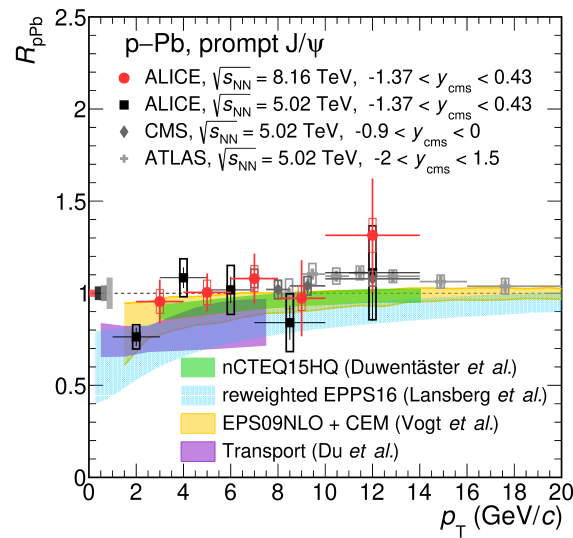 R_pPb
2.5
2
1.5
1
0.5
0
p−Pb, prompt J/ψ
ALICE, √s_NN = 8.16 TeV, -1.37 < y_cms < 0.43
ALICE, √s_NN = 5.02 TeV, -1.37 < y_cms < 0.43
CMS, √s_NN = 5.02 TeV, -0.9 < y_cms < 0
ATLAS, √s_NN = 5.02 TeV, -2 < y_cms < 1.5
nCTEQ15HQ (Duwentäster et al.)
reweighted EPPS16 (Lansberg et al.)
EPS09NLO + CEM (Vogt et al.)
Transport (Du et al.)
0 2 4 6 8 10 12 14 16 18 20
p_T (GeV/c)